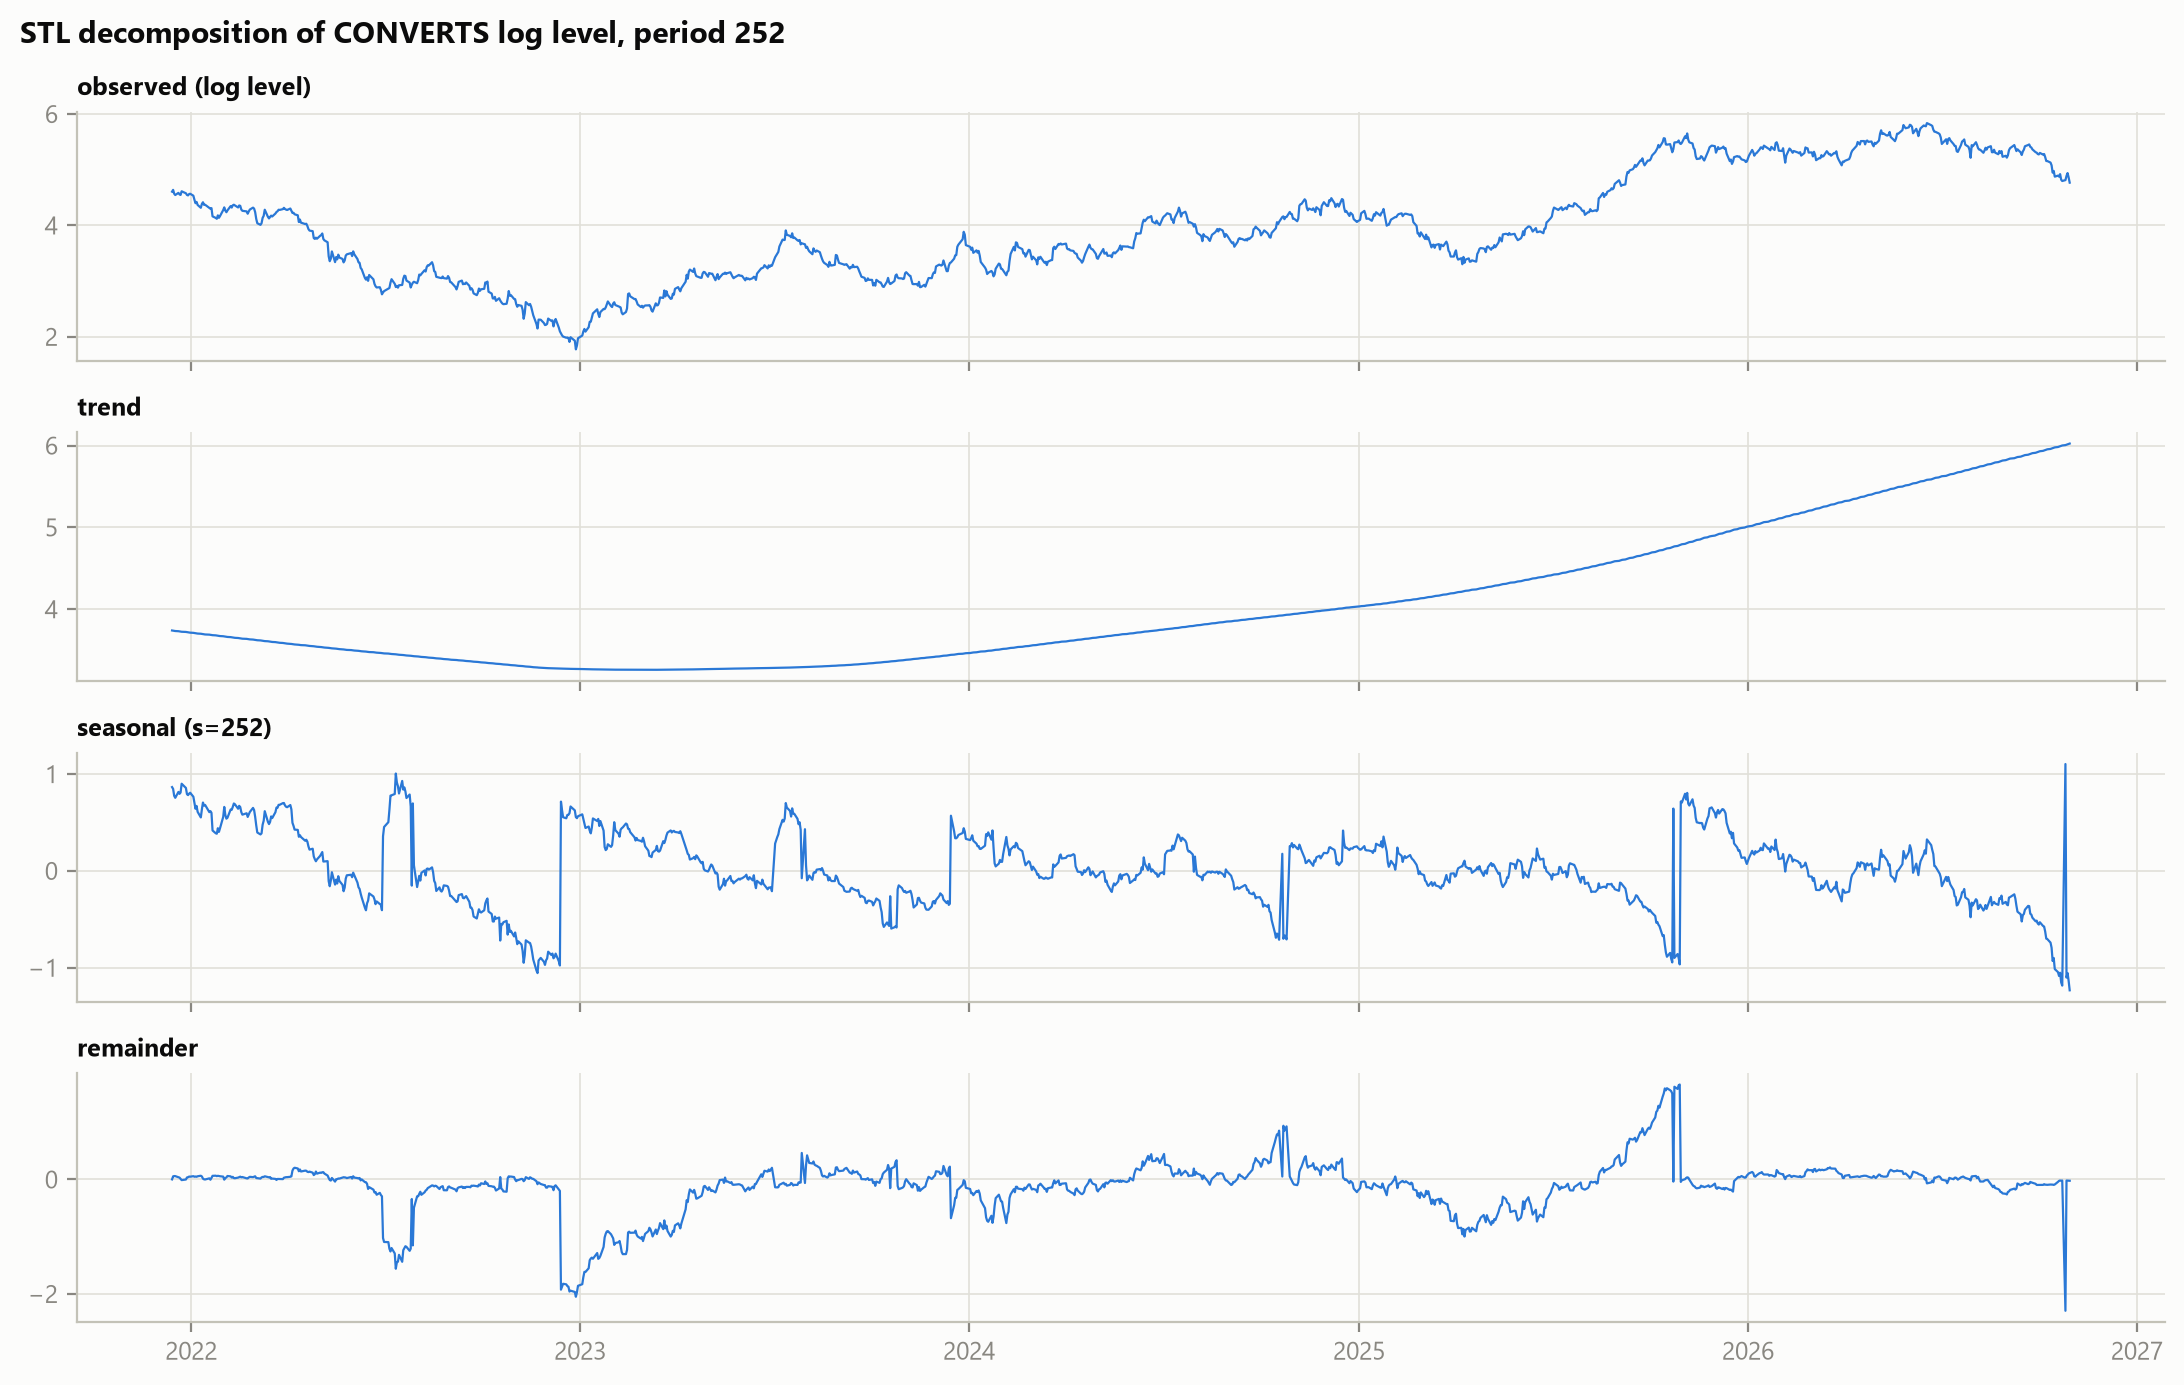 STL decomposition of CONVERTS log level, period 252
observed (log level)
6
4
2
trend
6
5
4
seasonal (s=252)
1
0
−1
remainder
0
−2
2022 2023 2024 2025 2026 2027